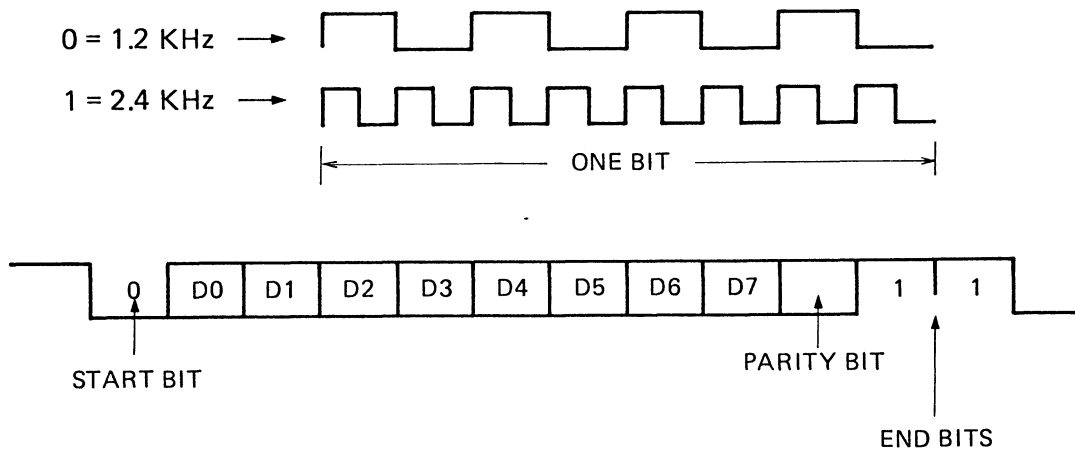 0 = 1.2 KHz
1 = 2.4 KHz
ONE BIT
0 D0 D1 D2 D3 D4 D5 D6 D7 1 1
START BIT
PARITY BIT
END BITS